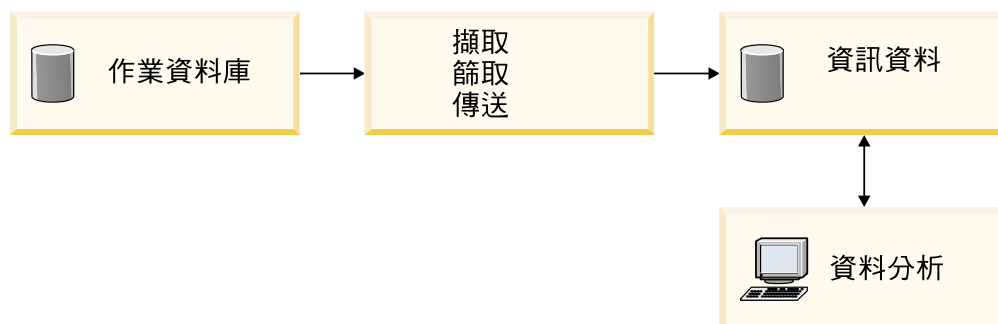 作業資料庫
擷取
篩取
傳送
資訊資料
資料分析